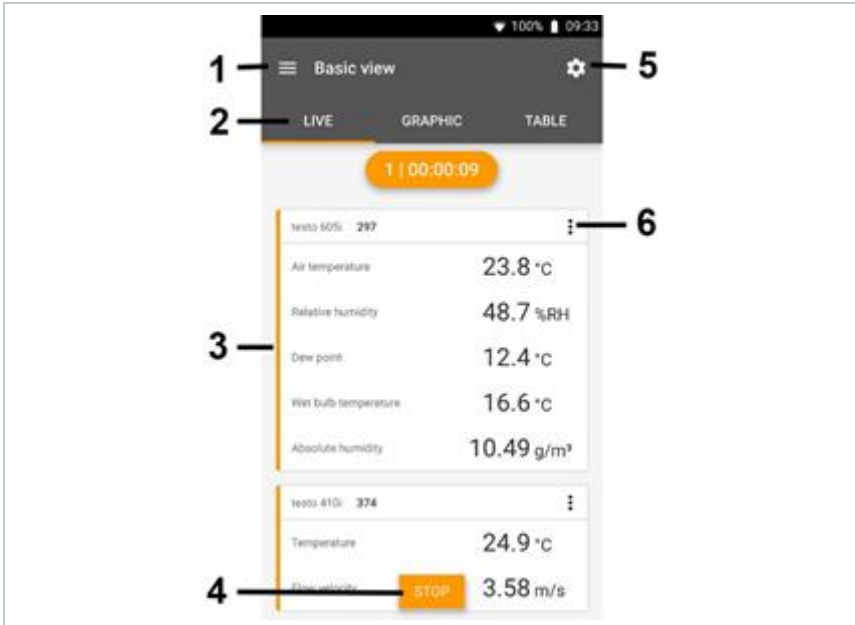 100% 09:33
1 Basic view 5
2 LIVE GRAPHIC TABLE
1 | 00:00:09
testo 605i 297 6
Air temperature 23.8 °C
Relative humidity 48.7 %RH
3
Dew point 12.4 °C
Wet bulb temperature 16.6 °C
Absolute humidity 10.49 g/m³
testo 410i 374
Temperature 24.9 °C
4 Flow velocity STOP 3.58 m/s